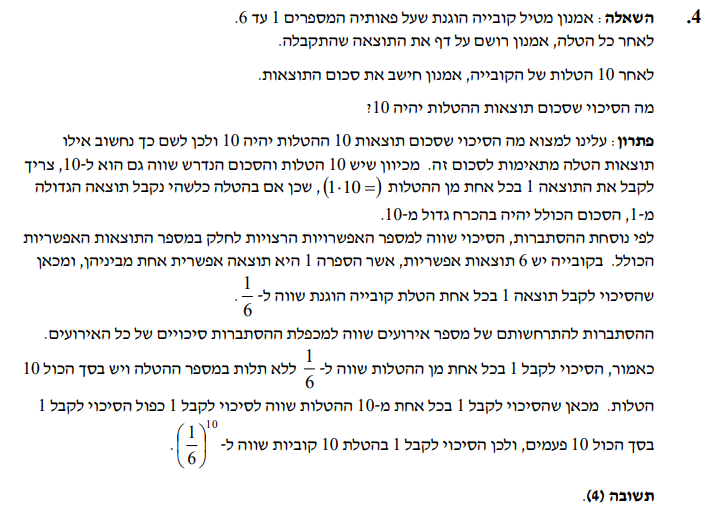 4. השאלה: אמנון מטיל קובייה הוגנת שעל פאותיה המספרים 1 עד 6.
לאחר כל הטלה, אמנון רושם על דף את התוצאה שהתקבלה.
לאחר 10 הטלות של הקובייה, אמנון חישב את סכום התוצאות.
מה הסיכוי שסכום תוצאות ההטלות יהיה 10?
פתרון: עלינו למצוא מה הסיכוי שסכום תוצאות 10 ההטלות יהיה 10 ולכן לשם כך נחשוב אילו
תוצאות הטלה מתאימות לסכום זה. מכיוון שיש 10 הטלות והסכום הנדרש שווה גם הוא ל-10, צריך
לקבל את התוצאה 1 בכל אחת מן ההטלות (1·10 =), שכן אם בהטלה כלשהי נקבל תוצאה הגדולה
מ-1, הסכום הכולל יהיה בהכרח גדול מ-10.
לפי נוסחת ההסתברות, הסיכוי שווה למספר האפשרויות הרצויות לחלק במספר התוצאות האפשריות
הכולל. בקובייה יש 6 תוצאות אפשריות, אשר הספרה 1 היא תוצאה אפשרית אחת מביניהן, ומכאן
שהסיכוי לקבל תוצאה 1 בכל אחת הטלת קובייה הוגנת שווה ל- 1/6.
ההסתברות להתרחשותם של מספר אירועים שווה למכפלת ההסתברות סיכויים של כל האירועים.
כאמור, הסיכוי לקבל 1 בכל אחת מן ההטלות שווה ל- 1/6 ללא תלות במספר ההטלה ויש בסך הכול 10
הטלות. מכאן שהסיכוי לקבל 1 בכל אחת מ-10 ההטלות שווה לסיכוי לקבל 1 כפול הסיכוי לקבל 1
בסך הכול 10 פעמים, ולכן הסיכוי לקבל 1 בהטלת 10 קוביות שווה ל- (1/6)^10.
תשובה (4).